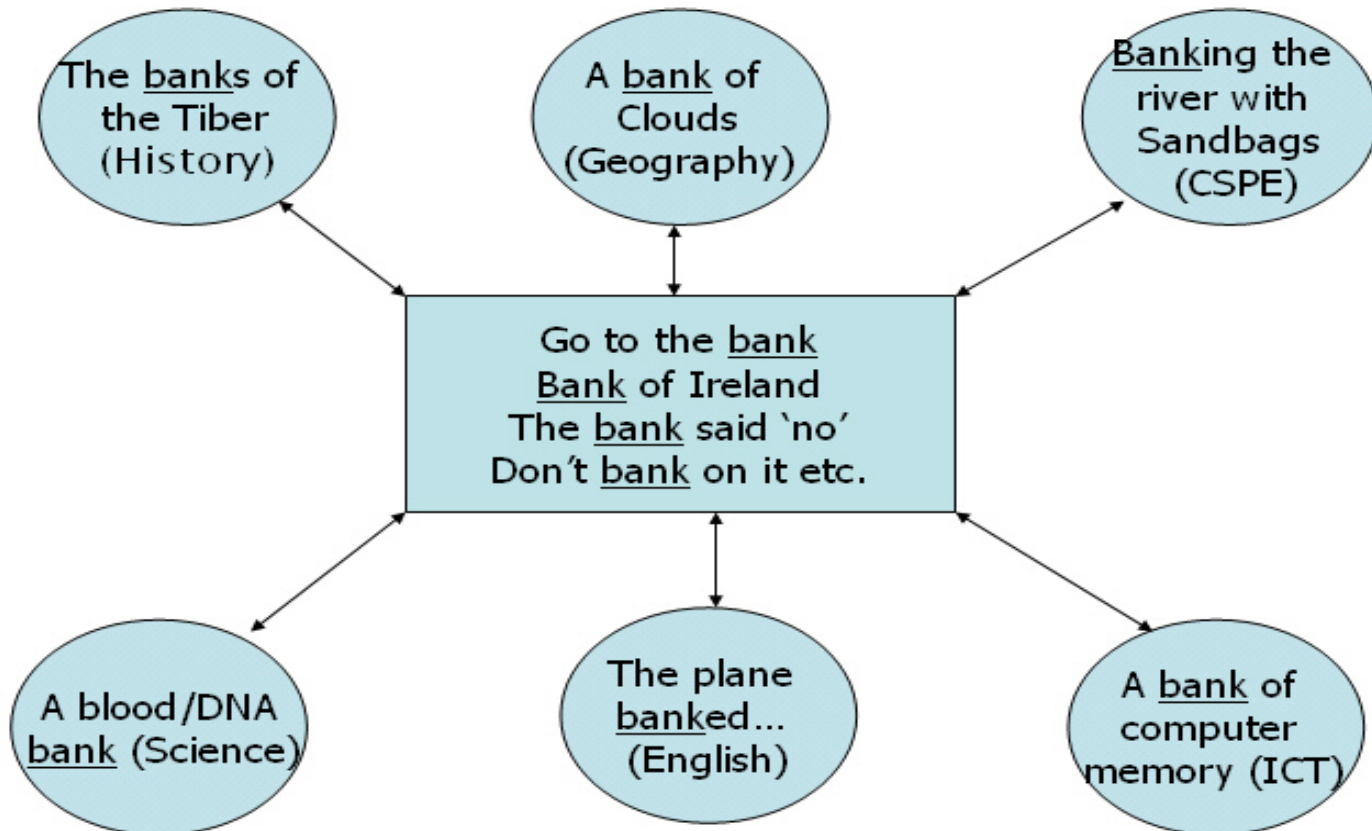 The banks of
the Tiber
(History)
A bank of
Clouds
(Geography)
Banking the
river with
Sandbags
(CSPE)
Go to the bank
Bank of Ireland
The bank said ‘no’
Don’t bank on it etc.
A blood/DNA
bank (Science)
The plane
banked...
(English)
A bank of
computer
memory (ICT)